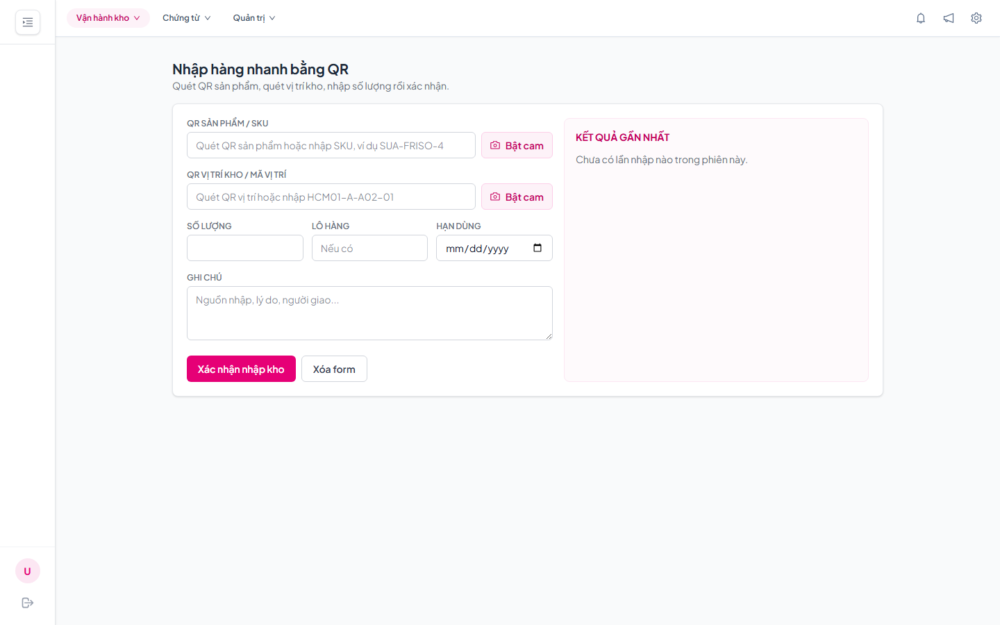 Vận hành kho
Chứng từ
Quản trị
Nhập hàng nhanh bằng QR
Quét QR sản phẩm, quét vị trí kho, nhập số lượng rồi xác nhận.
QR SẢN PHẨM / SKU
Quét QR sản phẩm hoặc nhập SKU, ví dụ SUA-FRISO-4
Bật cam
QR VỊ TRÍ KHO / MÃ VỊ TRÍ
Quét QR vị trí hoặc nhập HCM01-A-A02-01
Bật cam
SỐ LƯỢNG
LÔ HÀNG
HẠN DÙNG
Nếu có
mm/dd/yyyy
GHI CHÚ
Nguồn nhập, lý do, người giao...
Xác nhận nhập kho
Xóa form
KẾT QUẢ GẦN NHẤT
Chưa có lần nhập nào trong phiên này.
U